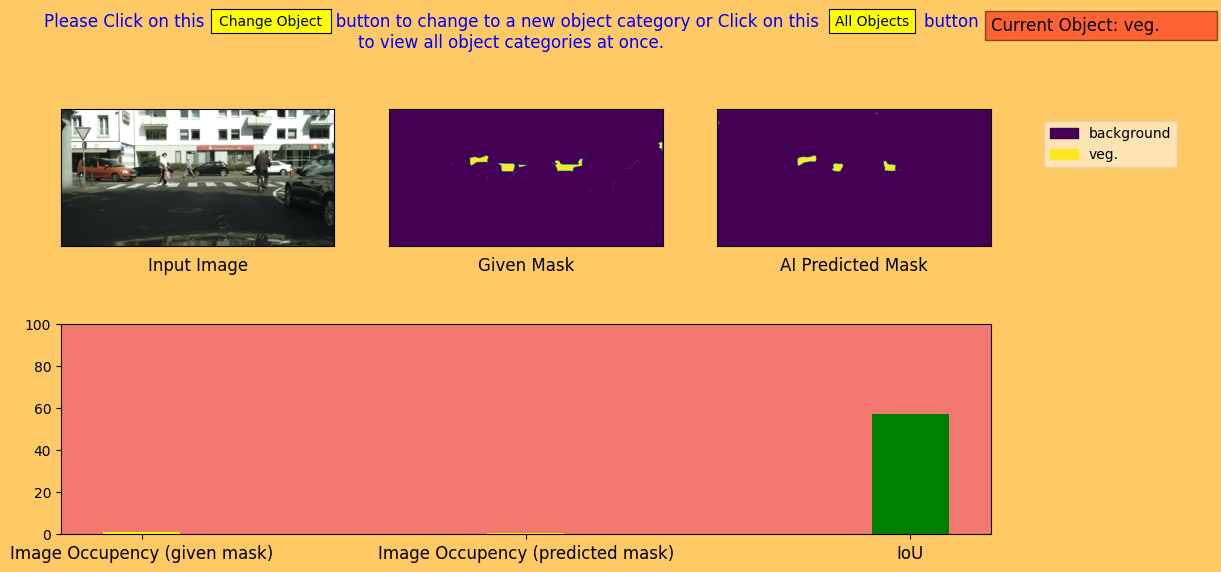 Please Click on this Change Object button to change to a new object category or Click on this All Objects button
to view all object categories at once.
Current Object: veg.
background
veg.
Input Image
Given Mask
AI Predicted Mask
100
80
60
40
20
0
Image Occupancy (given mask)
Image Occupancy (predicted mask)
IoU